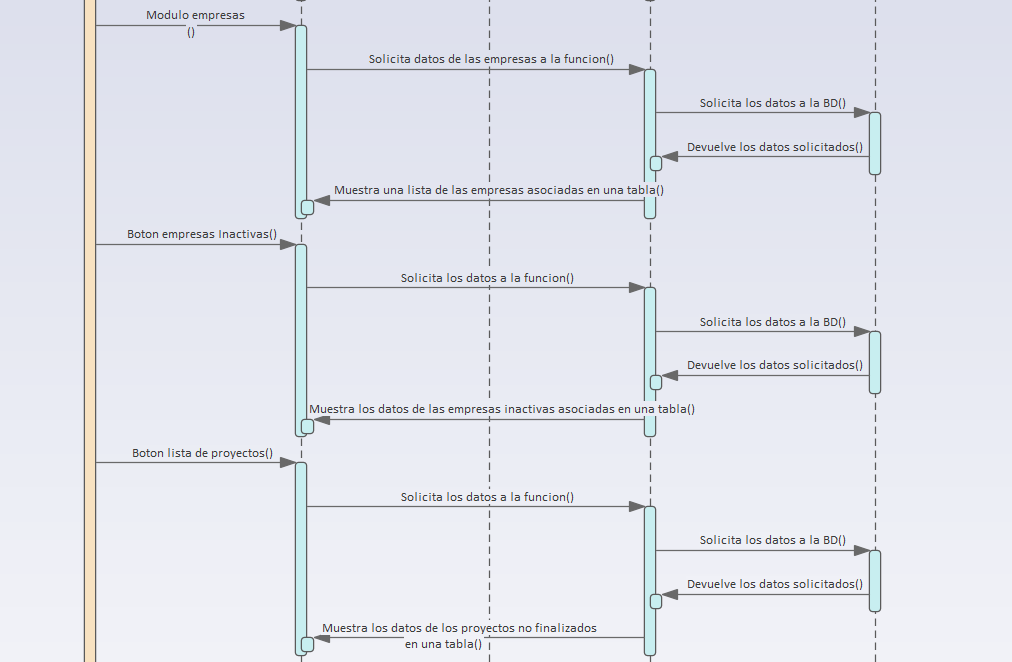 Modulo empresas
()
Solicita datos de las empresas a la funcion()
Solicita los datos a la BD()
Devuelve los datos solicitados()
Muestra una lista de las empresas asociadas en una tabla()
Boton empresas Inactivas()
Solicita los datos a la funcion()
Solicita los datos a la BD()
Devuelve los datos solicitados()
Muestra los datos de las empresas inactivas asociadas en una tabla()
Boton lista de proyectos()
Solicita los datos a la funcion()
Solicita los datos a la BD()
Devuelve los datos solicitados()
Muestra los datos de los proyectos no finalizados
en una tabla()